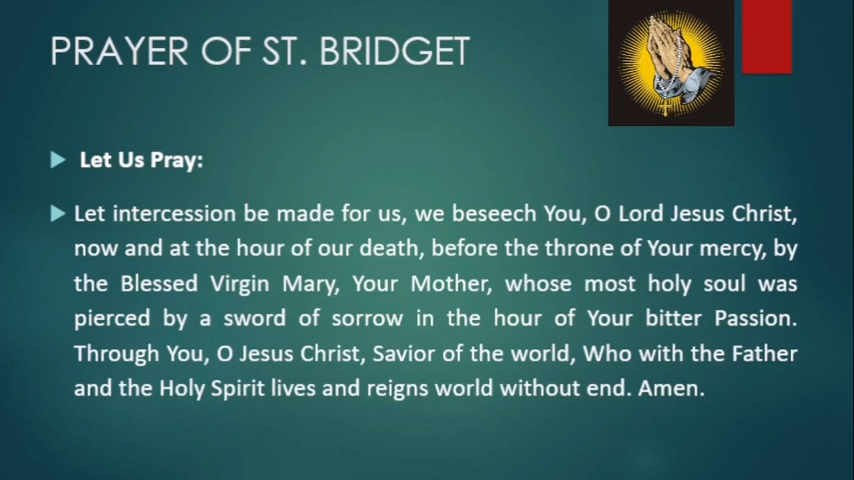 PRAYER OF ST. BRIDGET
Let Us Pray:
Let intercession be made for us, we beseech You, O Lord Jesus Christ,
now and at the hour of our death, before the throne of Your mercy, by
the Blessed Virgin Mary, Your Mother, whose most holy soul was
pierced by a sword of sorrow in the hour of Your bitter Passion.
Through You, O Jesus Christ, Savior of the world, Who with the Father
and the Holy Spirit lives and reigns world without end. Amen.